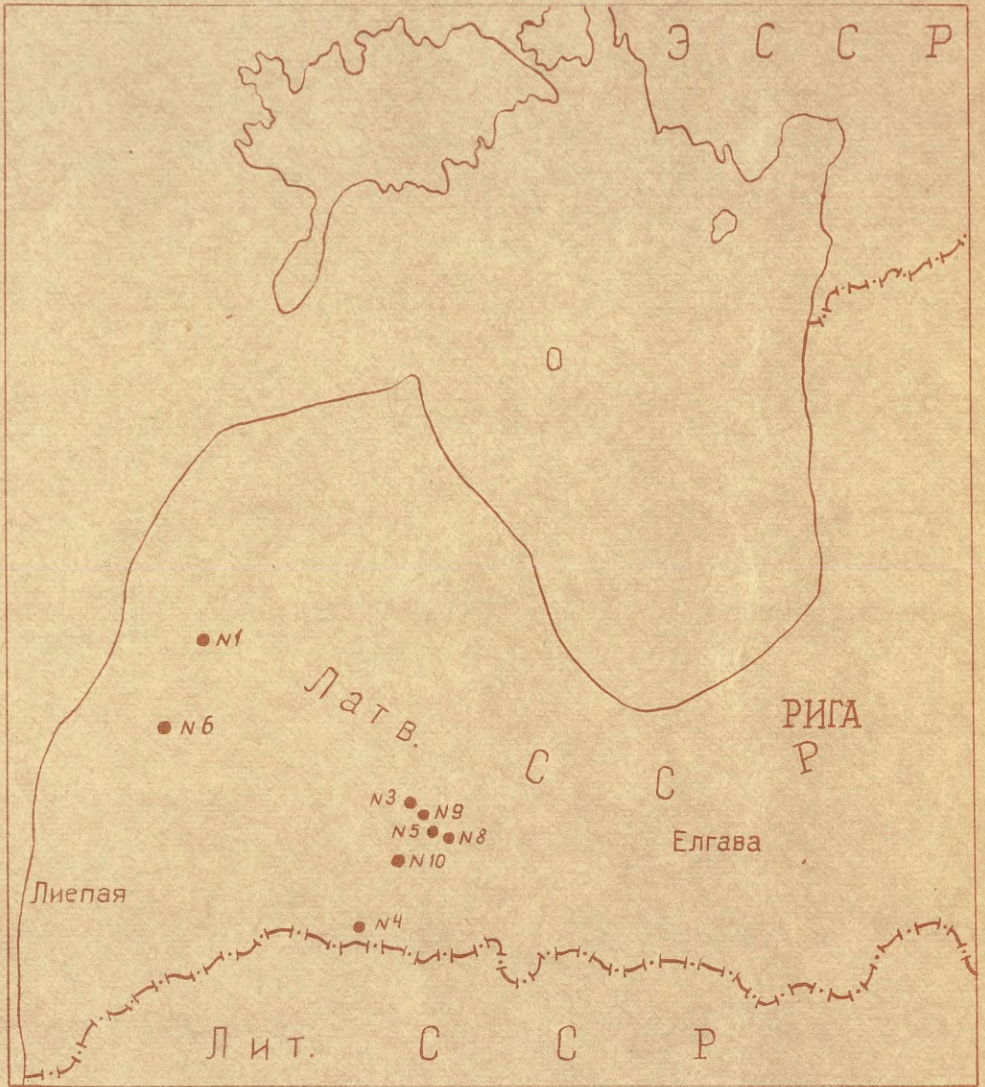 Э С С Р
N1
Латв. С С Р
РИГА
N6
N3
N9
N5
N8
Елгава
N10
Лиепая
N4
Лит. С С Р